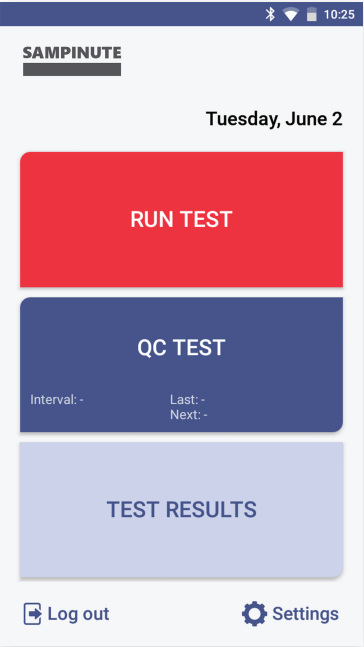 10:25
SAMPINUTE
Tuesday, June 2
RUN TEST
QC TEST
Interval: -
Last: -
Next: -
TEST RESULTS
Log out
Settings